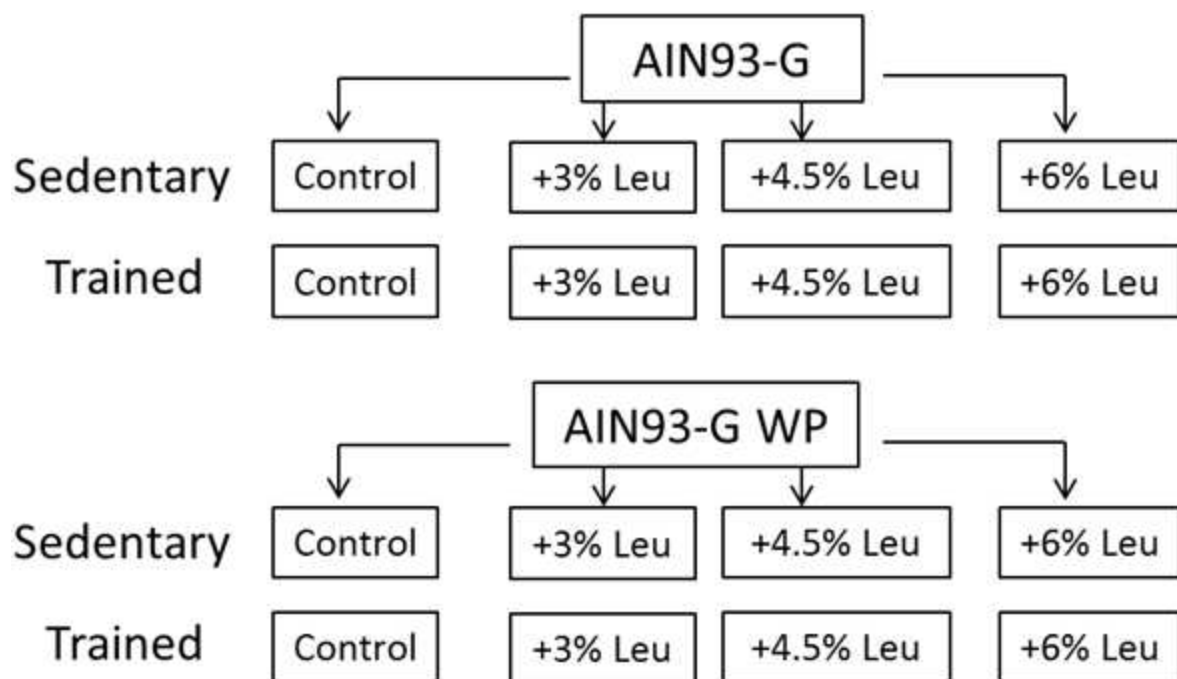 AIN93-G
Sedentary Control +3% Leu +4.5% Leu +6% Leu
Trained Control +3% Leu +4.5% Leu +6% Leu
AIN93-G WP
Sedentary Control +3% Leu +4.5% Leu +6% Leu
Trained Control +3% Leu +4.5% Leu +6% Leu